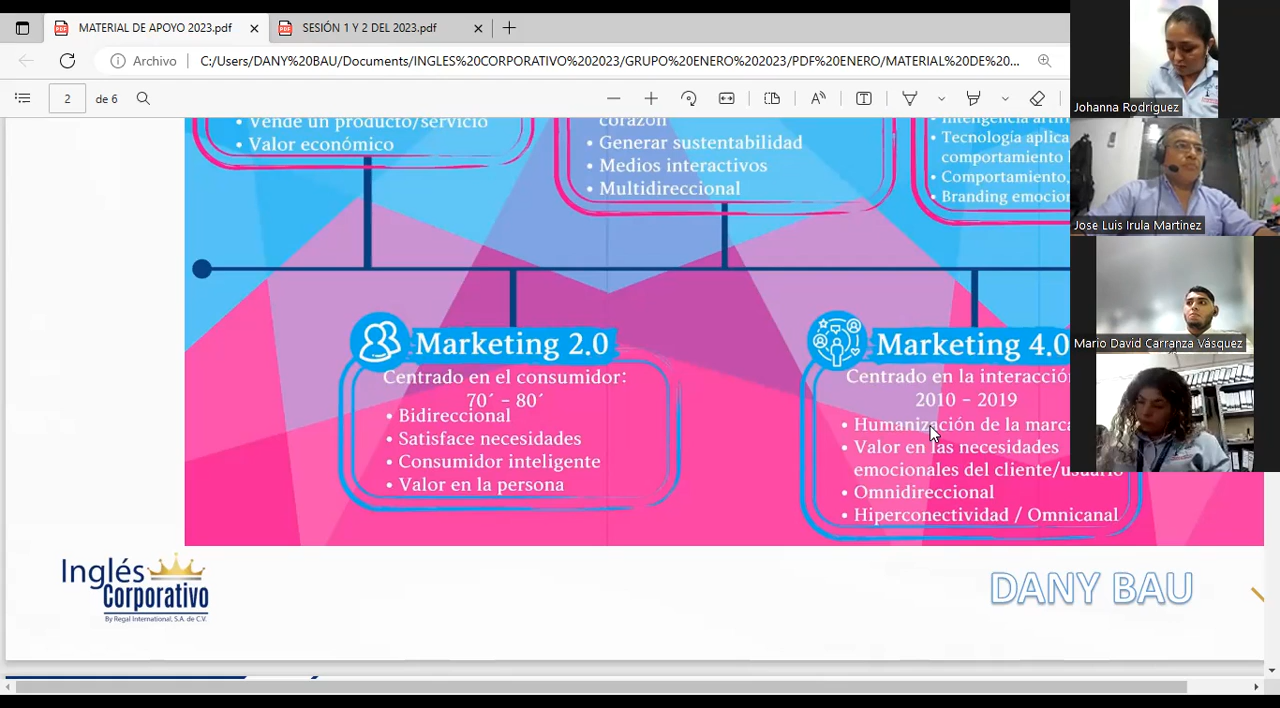 MATERIAL DE APOYO 2023.pdf
SESIÓN 1 Y 2 DEL 2023.pdf
Archivo
C:/Users/DANY%20BAU/Documents/INGLES%20CORPORATIVO%202023/GRUPO%20ENERO%202023/PDF%20ENERO/MATERIAL%20DE%20...
2
de 6
Vende un producto/servicio
• Valor económico
corazón
• Generar sustentabilidad
• Medios interactivos
• Multidireccional
• Tecnología aplica
comportamiento
• Comportamiento,
• Branding emocio
Marketing 2.0
Centrado en el consumidor:
70´ - 80´
• Bidireccional
• Satisface necesidades
• Consumidor inteligente
• Valor en la persona
Marketing 4.0
Centrado en la interacció
2010 - 2019
• Humanización de la marca
• Valor en las necesidades
emocionales del cliente/usuario
• Omnidireccional
• Hiperconectividad / Omnicanal
Inglés
Corporativo
By Regal International, S.A. de C.V.
DANY BAU
Johanna Rodriguez
Jose Luis Irula Martinez
Mario David Carranza Vásquez